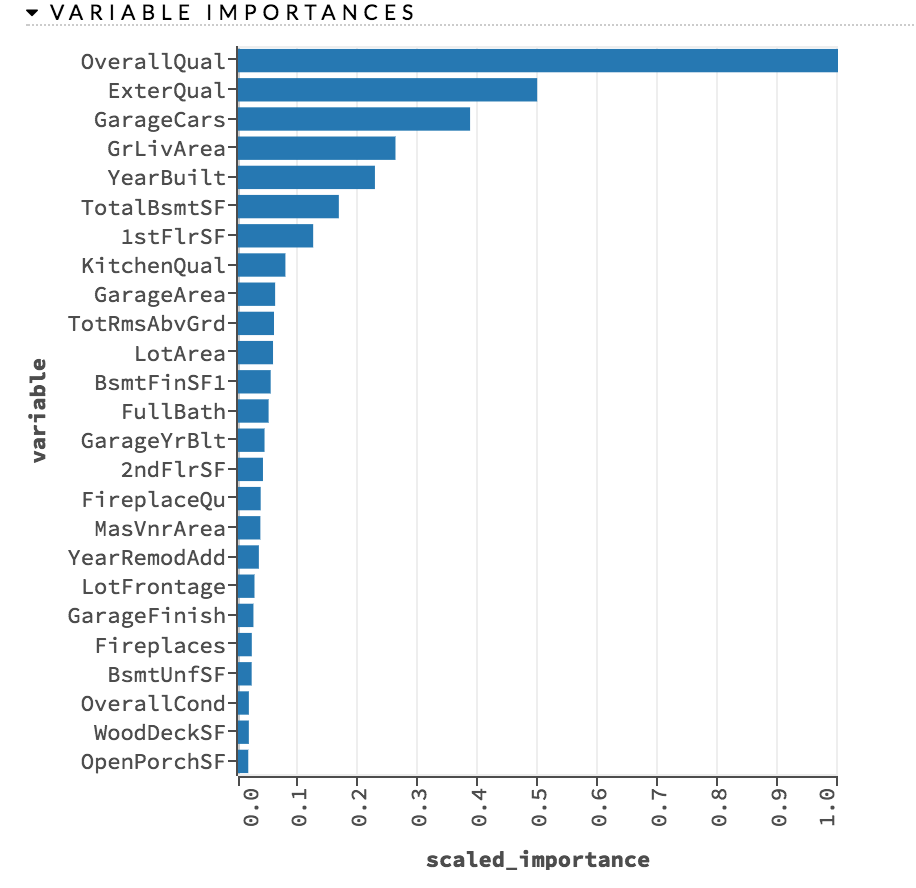 VARIABLE IMPORTANCES
OverallQual
ExterQual
GarageCars
GrLivArea
YearBuilt
TotalBsmtSF
1stFlrSF
KitchenQual
GarageArea
TotRmsAbvGrd
LotArea
BsmtFinSF1
FullBath
GarageYrBlt
2ndFlrSF
FireplaceQu
MasVnrArea
YearRemodAdd
LotFrontage
GarageFinish
Fireplaces
BsmtUnfSF
OverallCond
WoodDeckSF
OpenPorchSF
variable
0.0 0.1 0.2 0.3 0.4 0.5 0.6 0.7 0.8 0.9 1.0
scaled_importance